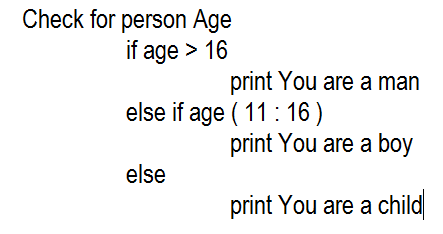 Check for person Age
if age > 16
print You are a man
else if age ( 11 : 16 )
print You are a boy
else
print You are a child